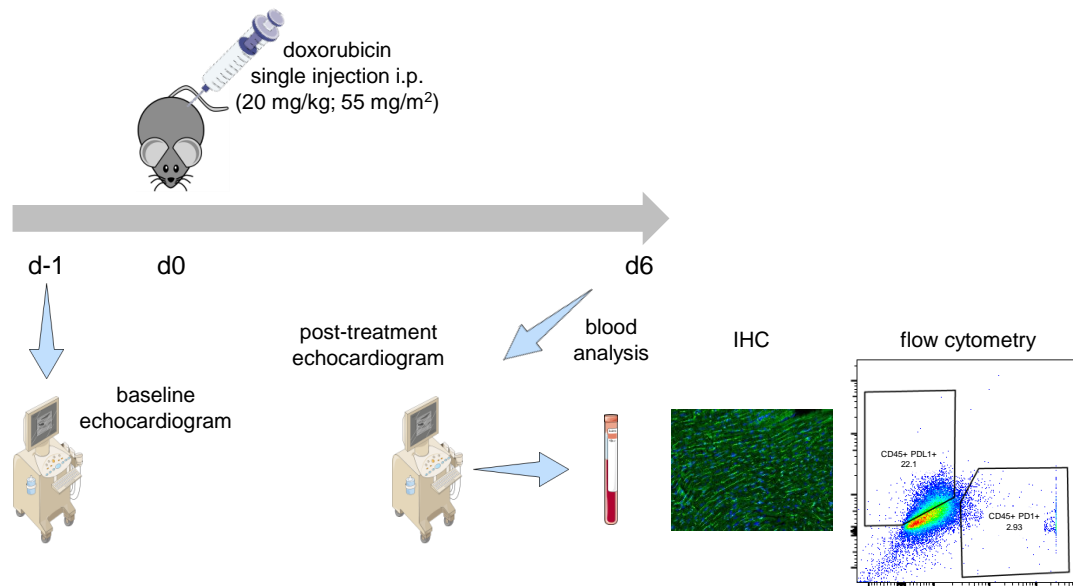 doxorubicin
single injection i.p.
(20 mg/kg; 55 mg/m²)
d-1
d0
d6
baseline
echocardiogram
post-treatment
echocardiogram
blood
analysis
IHC
flow cytometry
CD45+ PDL1+
22.1
CD45+ PD1+
2.93